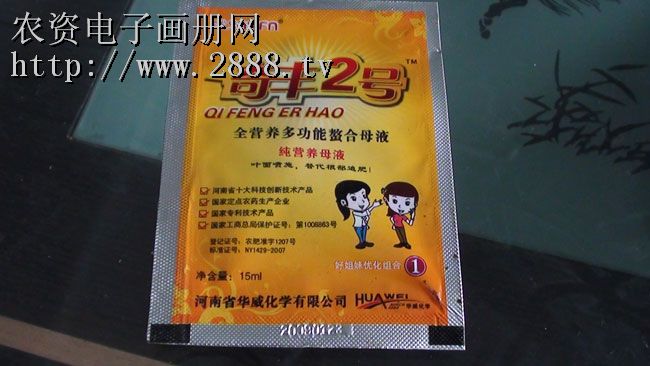 农资电子画册网
http://www.2888.tv
奇丰2号™
QI FENG ER HAO
全营养多功能螯合母液
纯营养母液
叶面喷施，替代根部追肥！
河南省十大科技创新技术产品
国家定点农药生产企业
国家专利技术产品
国家工商总局保护证号：第1006863号
登记证号：农肥准字1207号
标准证号：NY1429-2007
净含量：15ml
好姐妹优化组合 1
河南省华威化学有限公司
HUAWEI
华威化学